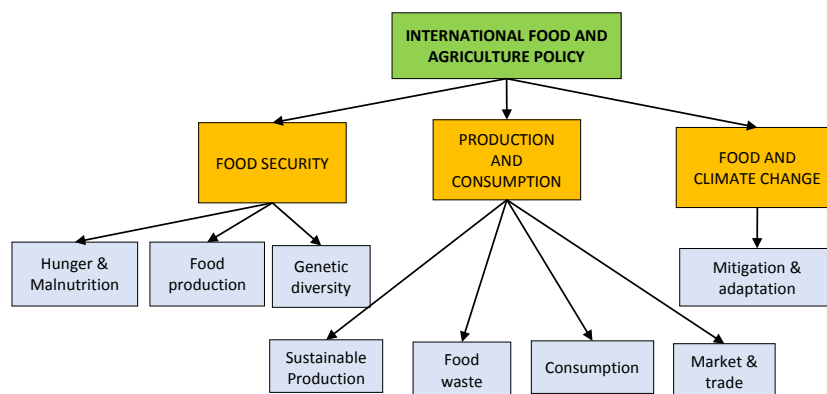 INTERNATIONAL FOOD AND
AGRICULTURE POLICY
FOOD SECURITY
PRODUCTION
AND
CONSUMPTION
FOOD AND
CLIMATE CHANGE
Hunger &
Malnutrition
Food
production
Genetic
diversity
Mitigation &
adaptation
Sustainable
Production
Food
waste
Consumption
Market &
trade